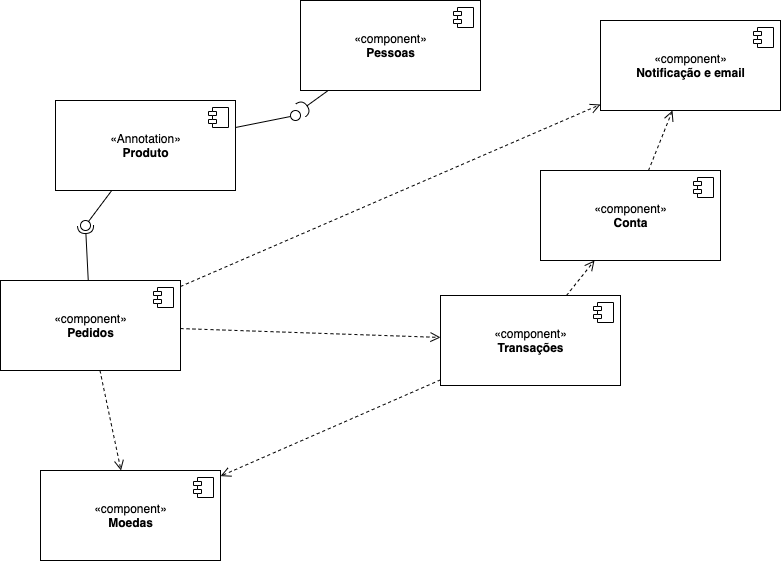 «component»
Pessoas
«component»
Notificação e email
«Annotation»
Produto
«component»
Conta
«component»
Pedidos
«component»
Transações
«component»
Moedas